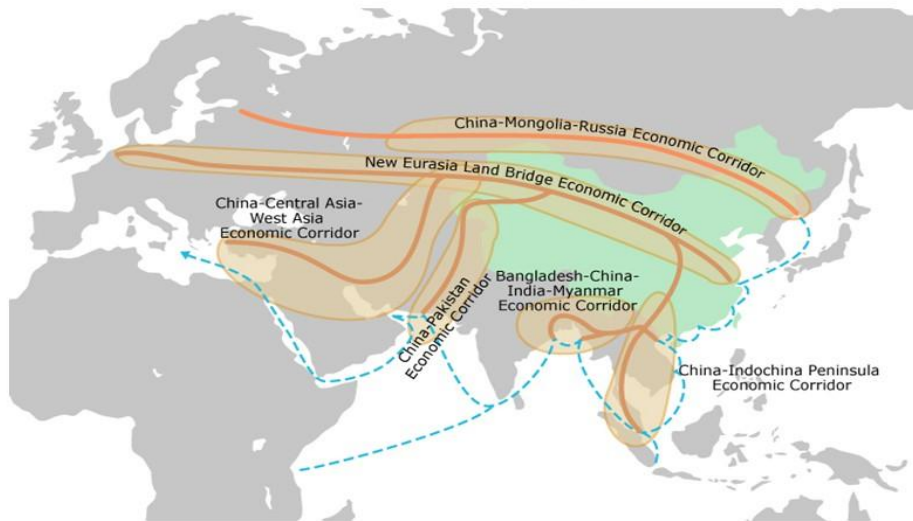 China-Mongolia-Russia Economic Corridor
New Eurasia Land Bridge Economic Corridor
China-Central Asia-
West Asia
Economic Corridor
China-Pakistan
Economic Corridor
Bangladesh-China-
India-Myanmar
Economic Corridor
China-Indochina Peninsula
Economic Corridor